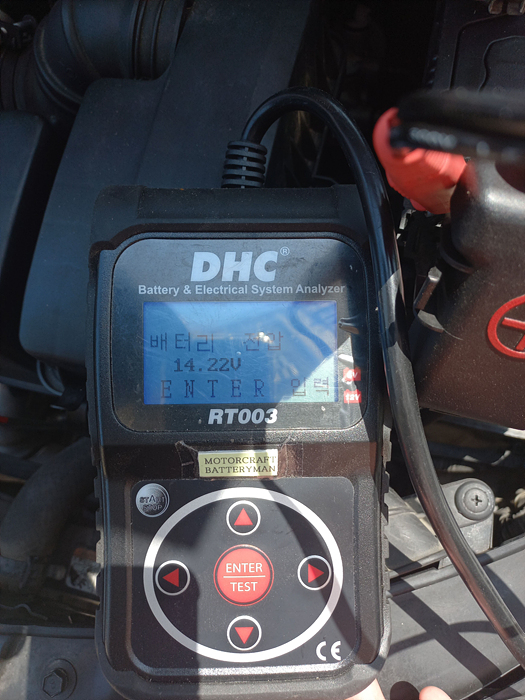 DHC®
Battery & Electrical System Analyzer
배터리 전압
14.22V
ENTER 입력
RT003
MOTORCRAFT
BATTERYMAN
START
STOP
ENTER
TEST
CE